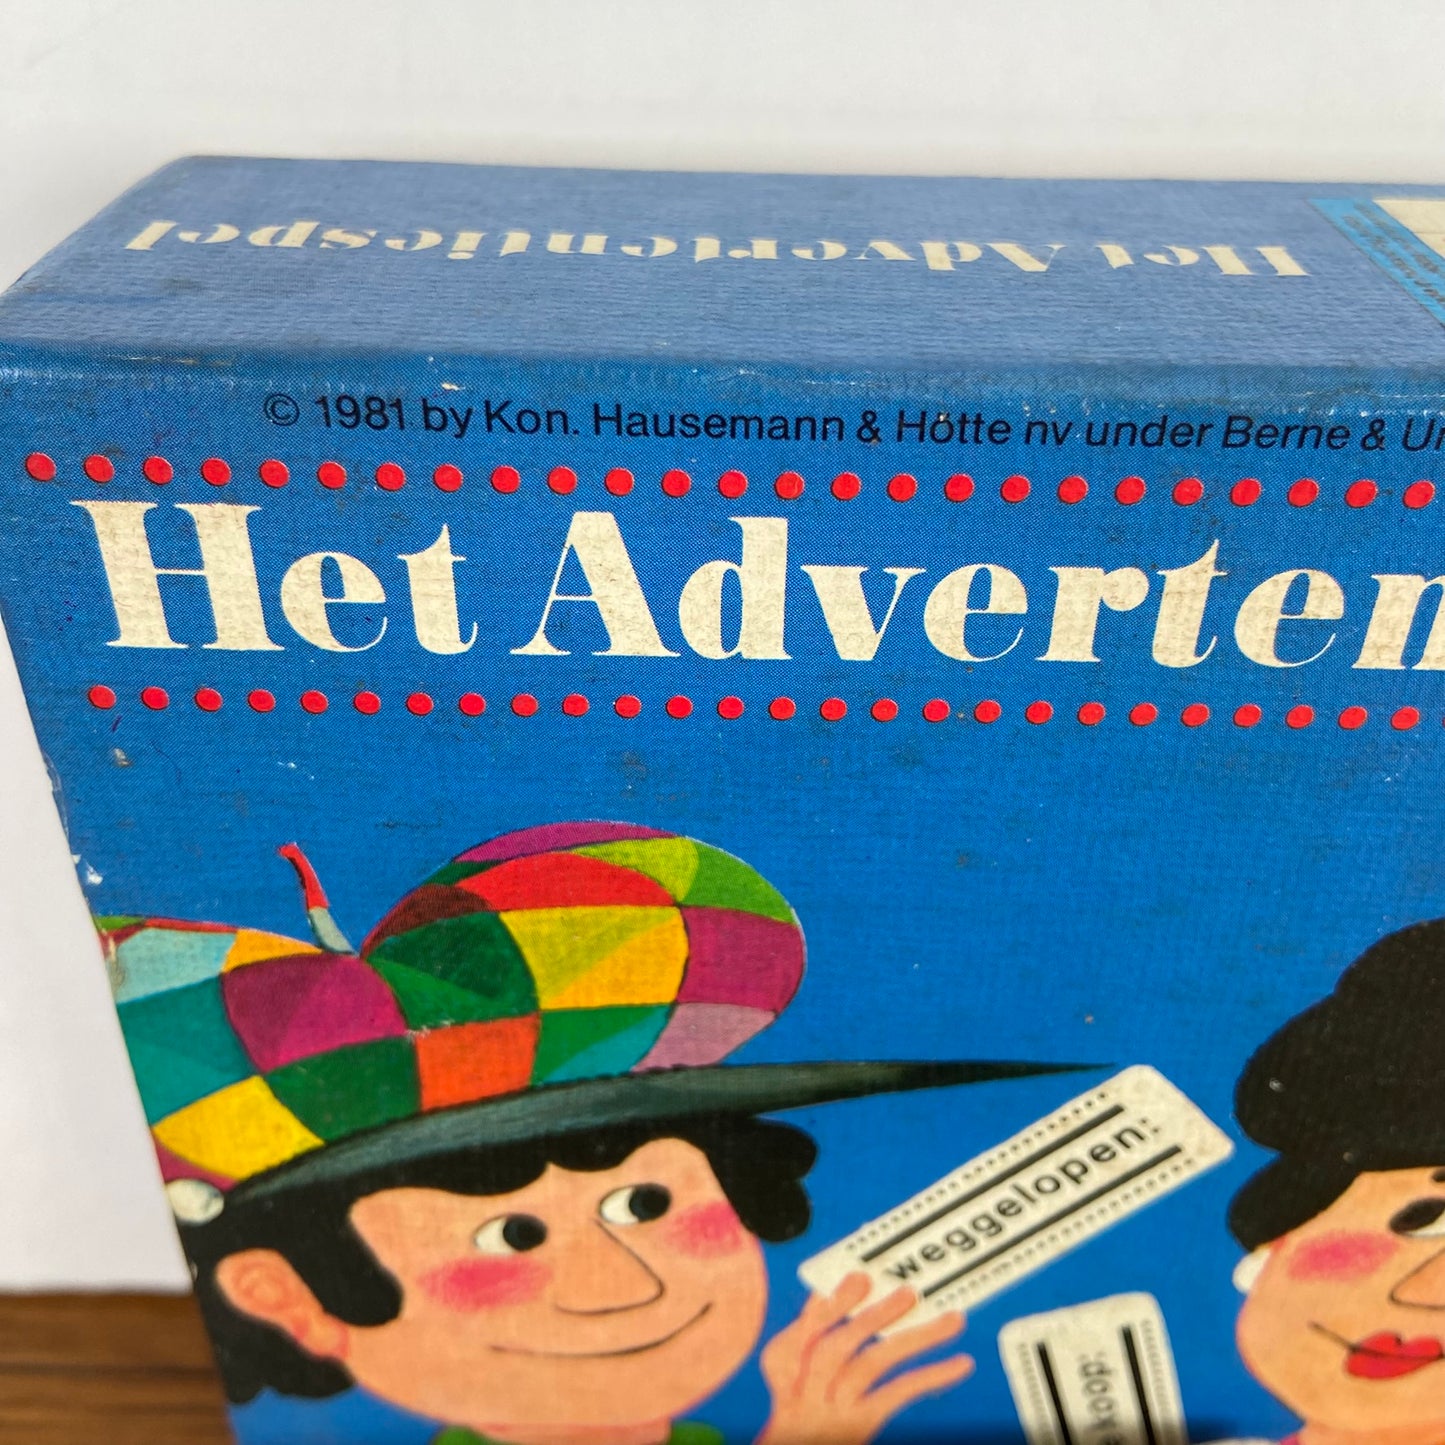 Het Advertentiespel
© 1981 by Kon. Hausemann & Hötte nv under Berne &
Het Adverten
weggelopen: